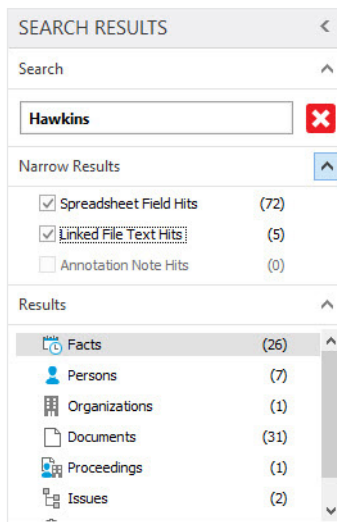 SEARCH RESULTS
Search
Hawkins
Narrow Results
Spreadsheet Field Hits (72)
Linked File Text Hits (5)
Annotation Note Hits (0)
Results
Facts (26)
Persons (7)
Organizations (1)
Documents (31)
Proceedings (1)
Issues (2)